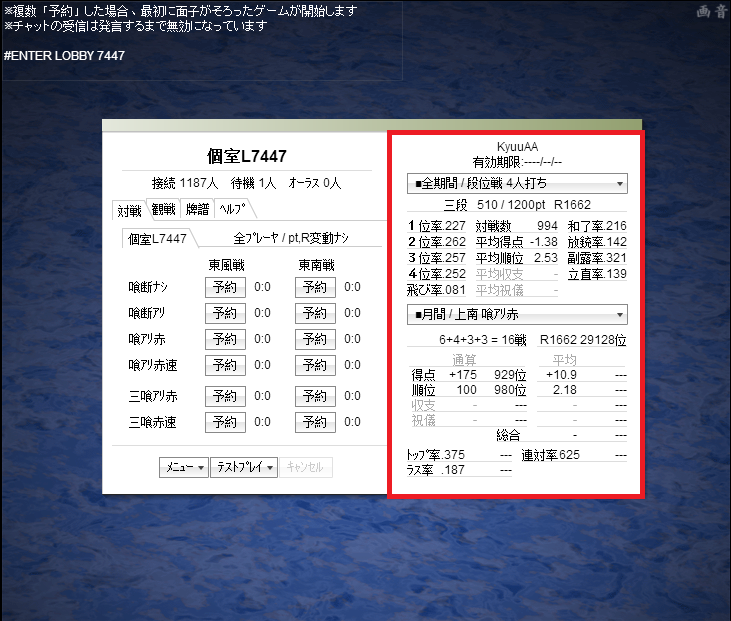 ※複数「予約」した場合、最初に面子がそろったゲームが開始します
※チャットの受信は発言するまで無効になっています
#ENTER LOBBY 7447
画 音
個室L7447
接続 1187人 待機 1人 オーラス 0人
対戦 観戦 牌譜 ヘルプ
個室L7447 全プレーヤ / pt,R変動ナシ
東風戦 東南戦
喰断ナシ 予約 0:0 予約 0:0
喰断アリ 予約 0:0 予約 0:0
喰アリ赤 予約 0:0 予約 0:0
喰アリ赤速 予約 0:0 予約 0:0
三喰アリ赤 予約 0:0 予約 0:0
三喰赤速 予約 0:0 予約 0:0
メニュー ▼ テストプレイ ▼ キャンセル
KyuuAA
有効期限:----/--/--
■全期間 / 段位戦 4人打ち ▼
三段 510 / 1200pt R1662
1位率.227 対戦数 994 和了率.216
2位率.262 平均得点 -1.38 放銃率.142
3位率.257 平均順位 2.53 副露率.321
4位率.252 平均収支 - 立直率.139
飛び率.081 平均祝儀 -
■月間 / 上南 喰アリ赤 ▼
6+4+3+3 = 16戦 R1662 29128位
通算 平均
得点 +175 929位 +10.9 ---
順位 100 980位 2.18 ---
収支 - --- - ---
祝儀 - --- - ---
総合 - ---
トップ率.375 --- 連対率625 ---
ラス率 .187 ---